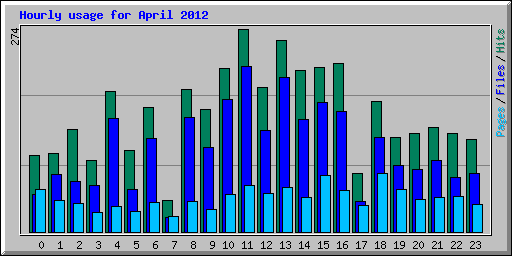 Hourly usage for April 2012
274
Pages / Files / Hits
0 1 2 3 4 5 6 7 8 9 10 11 12 13 14 15 16 17 18 19 20 21 22 23